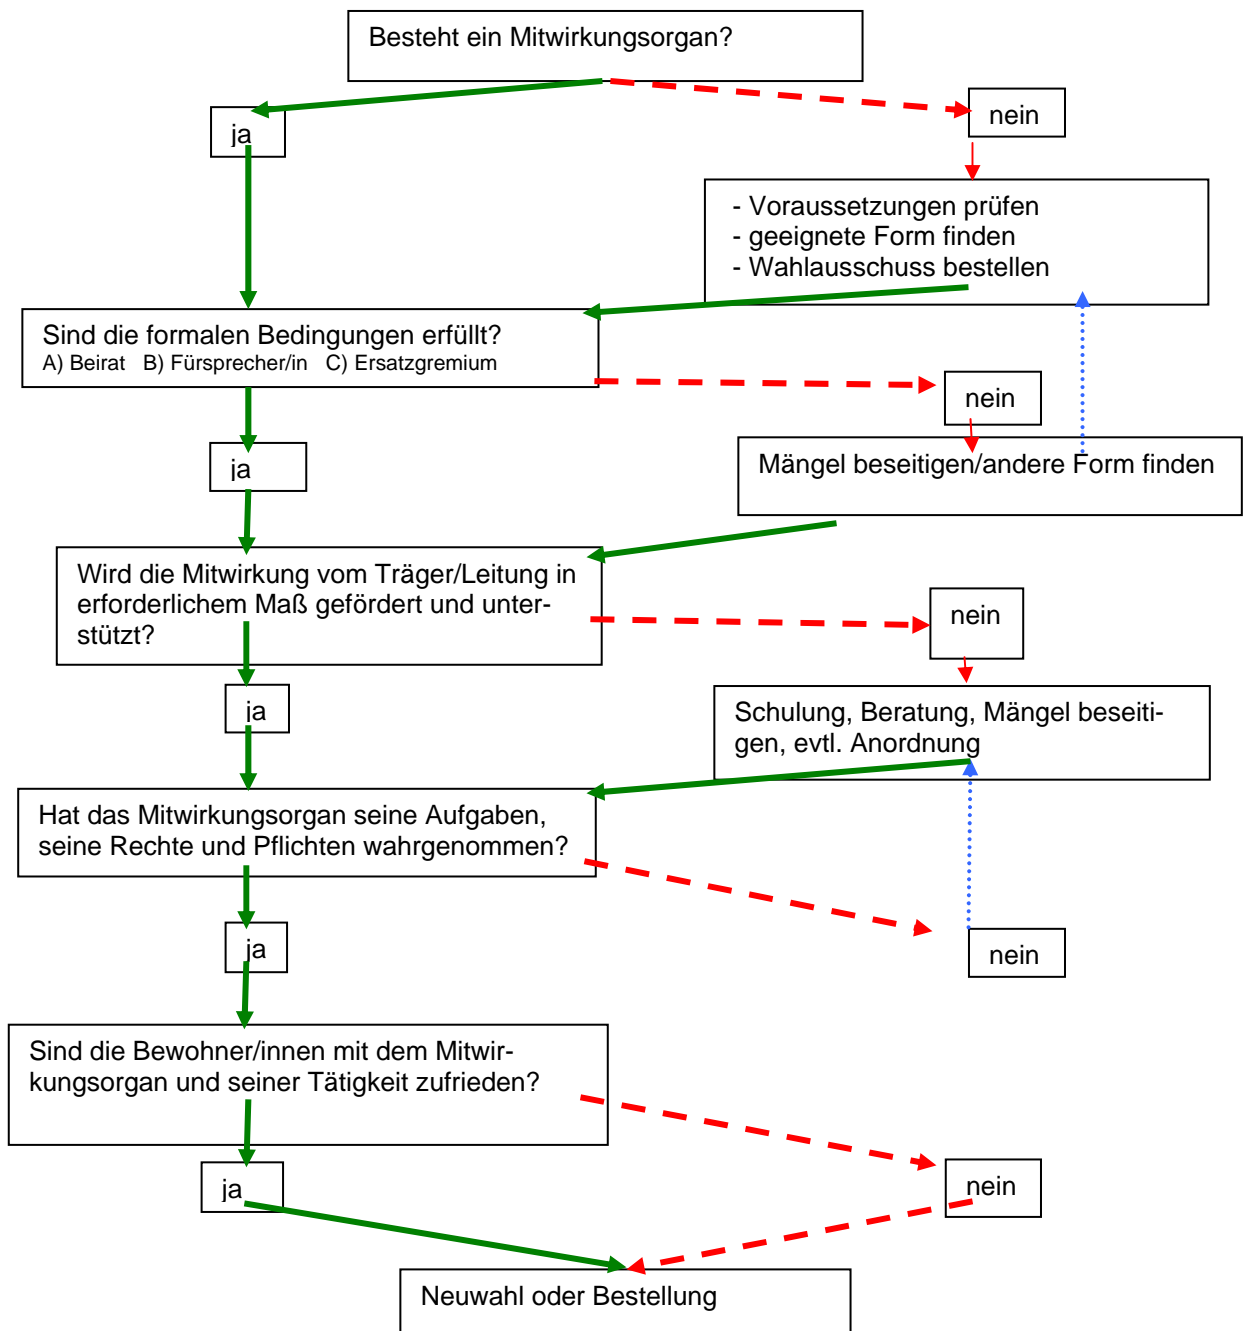 Besteht ein Mitwirkungsorgan?
ja
nein
- Voraussetzungen prüfen
- geeignete Form finden
- Wahlausschuss bestellen
Sind die formalen Bedingungen erfüllt?
A) Beirat B) Fürsprecher/in C) Ersatzgremium
nein
ja
Mängel beseitigen/andere Form finden
Wird die Mitwirkung vom Träger/Leitung in
erforderlichem Maß gefördert und unter-
stützt?
nein
ja
Schulung, Beratung, Mängel beseiti-
gen, evtl. Anordnung
Hat das Mitwirkungsorgan seine Aufgaben,
seine Rechte und Pflichten wahrgenommen?
ja
nein
Sind die Bewohner/innen mit dem Mitwir-
kungsorgan und seiner Tätigkeit zufrieden?
ja
nein
Neuwahl oder Bestellung